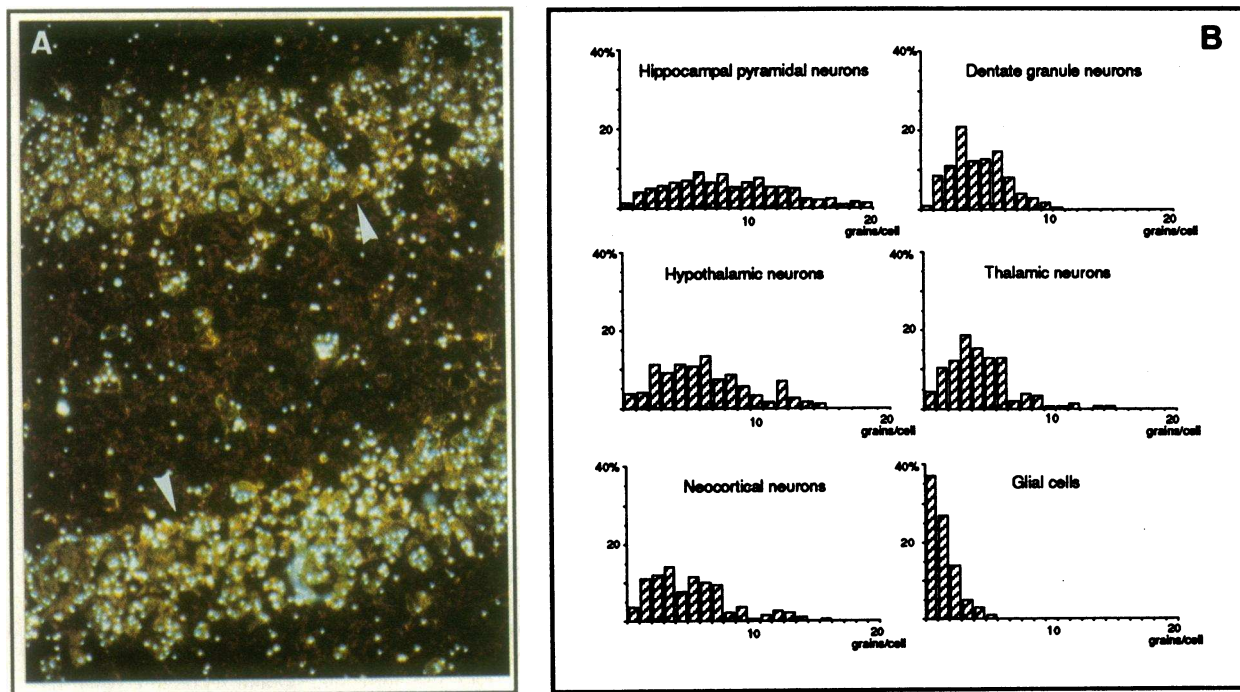 A
B
40%
Hippocampal pyramidal neurons
20
10
20
grains/cell
40%
Dentate granule neurons
20
10
20
grains/cell
40%
Hypothalamic neurons
20
10
20
grains/cell
40%
Thalamic neurons
20
10
20
grains/cell
40%
Neocortical neurons
20
10
20
grains/cell
40%
Glial cells
20
10
20
grains/cell